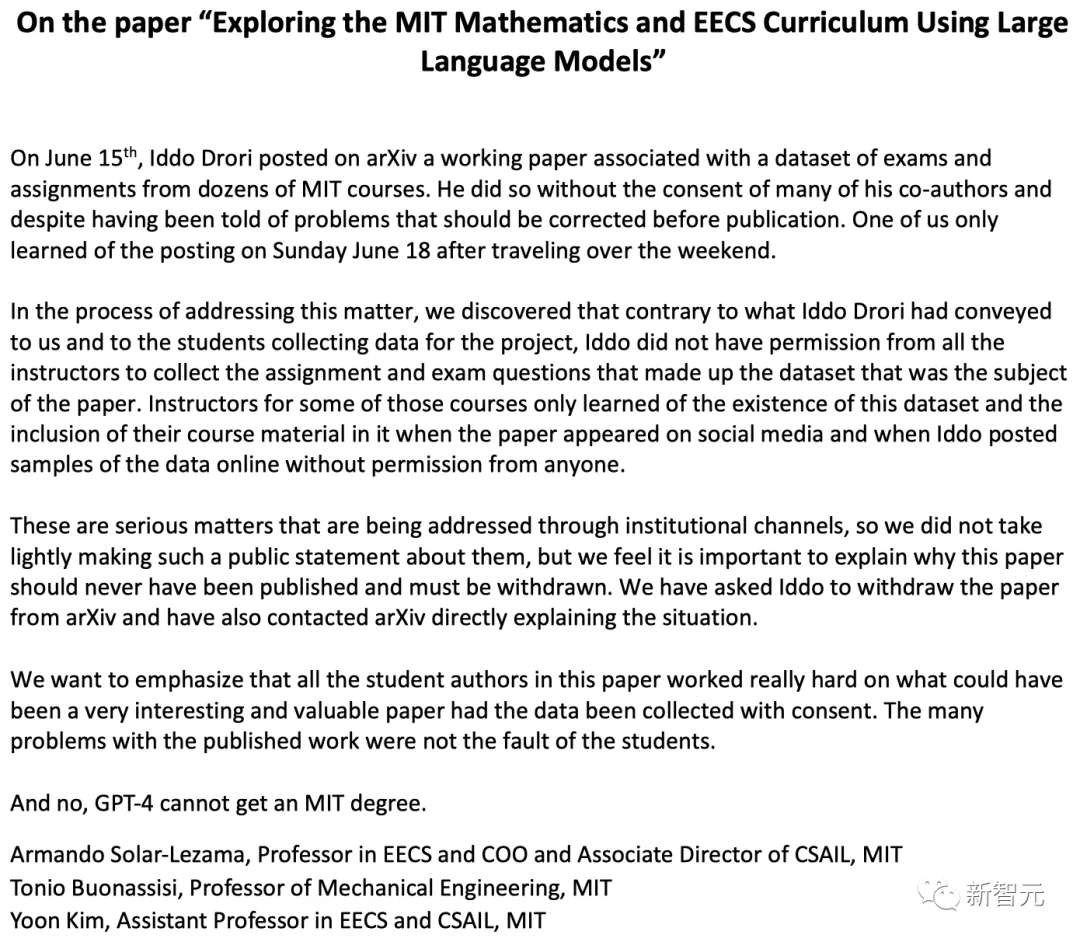 On the paper “Exploring the MIT Mathematics and EECS Curriculum Using Large
Language Models”
On June 15th, Iddo Drori posted on arXiv a working paper associated with a dataset of exams and
assignments from dozens of MIT courses. He did so without the consent of many of his co-authors and
despite having been told of problems that should be corrected before publication. One of us only
learned of the posting on Sunday June 18 after traveling over the weekend.
In the process of addressing this matter, we discovered that contrary to what Iddo Drori had conveyed
to us and to the students collecting data for the project, Iddo did not have permission from all the
instructors to collect the assignment and exam questions that made up the dataset that was the subject
of the paper. Instructors for some of those courses only learned of the existence of this dataset and the
inclusion of their course material in it when the paper appeared on social media and when Iddo posted
samples of the data online without permission from anyone.
These are serious matters that are being addressed through institutional channels, so we did not take
lightly making such a public statement about them, but we feel it is important to explain why this paper
should never have been published and must be withdrawn. We have asked Iddo to withdraw the paper
from arXiv and have also contacted arXiv directly explaining the situation.
We want to emphasize that all the student authors in this paper worked really hard on what could have
been a very interesting and valuable paper had the data been collected with consent. The many
problems with the published work were not the fault of the students.
And no, GPT-4 cannot get an MIT degree.
Armando Solar-Lezama, Professor in EECS and COO and Associate Director of CSAIL, MIT
Tonio Buonassisi, Professor of Mechanical Engineering, MIT
Yoon Kim, Assistant Professor in EECS and CSAIL, MIT
新智元